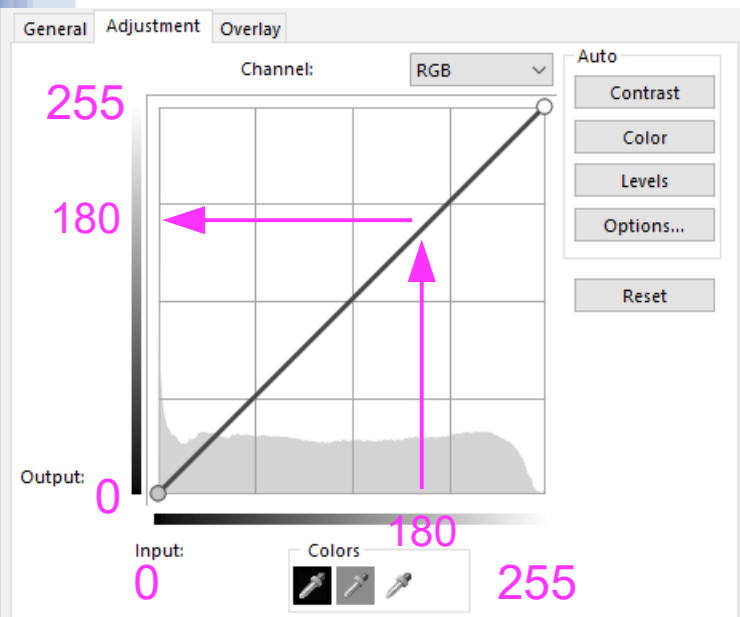 General Adjustment Overlay
Channel: RGB
Auto
Contrast
Color
Levels
Options...
Reset
255
180
Output:
0
180
Input:
Colors
0
255